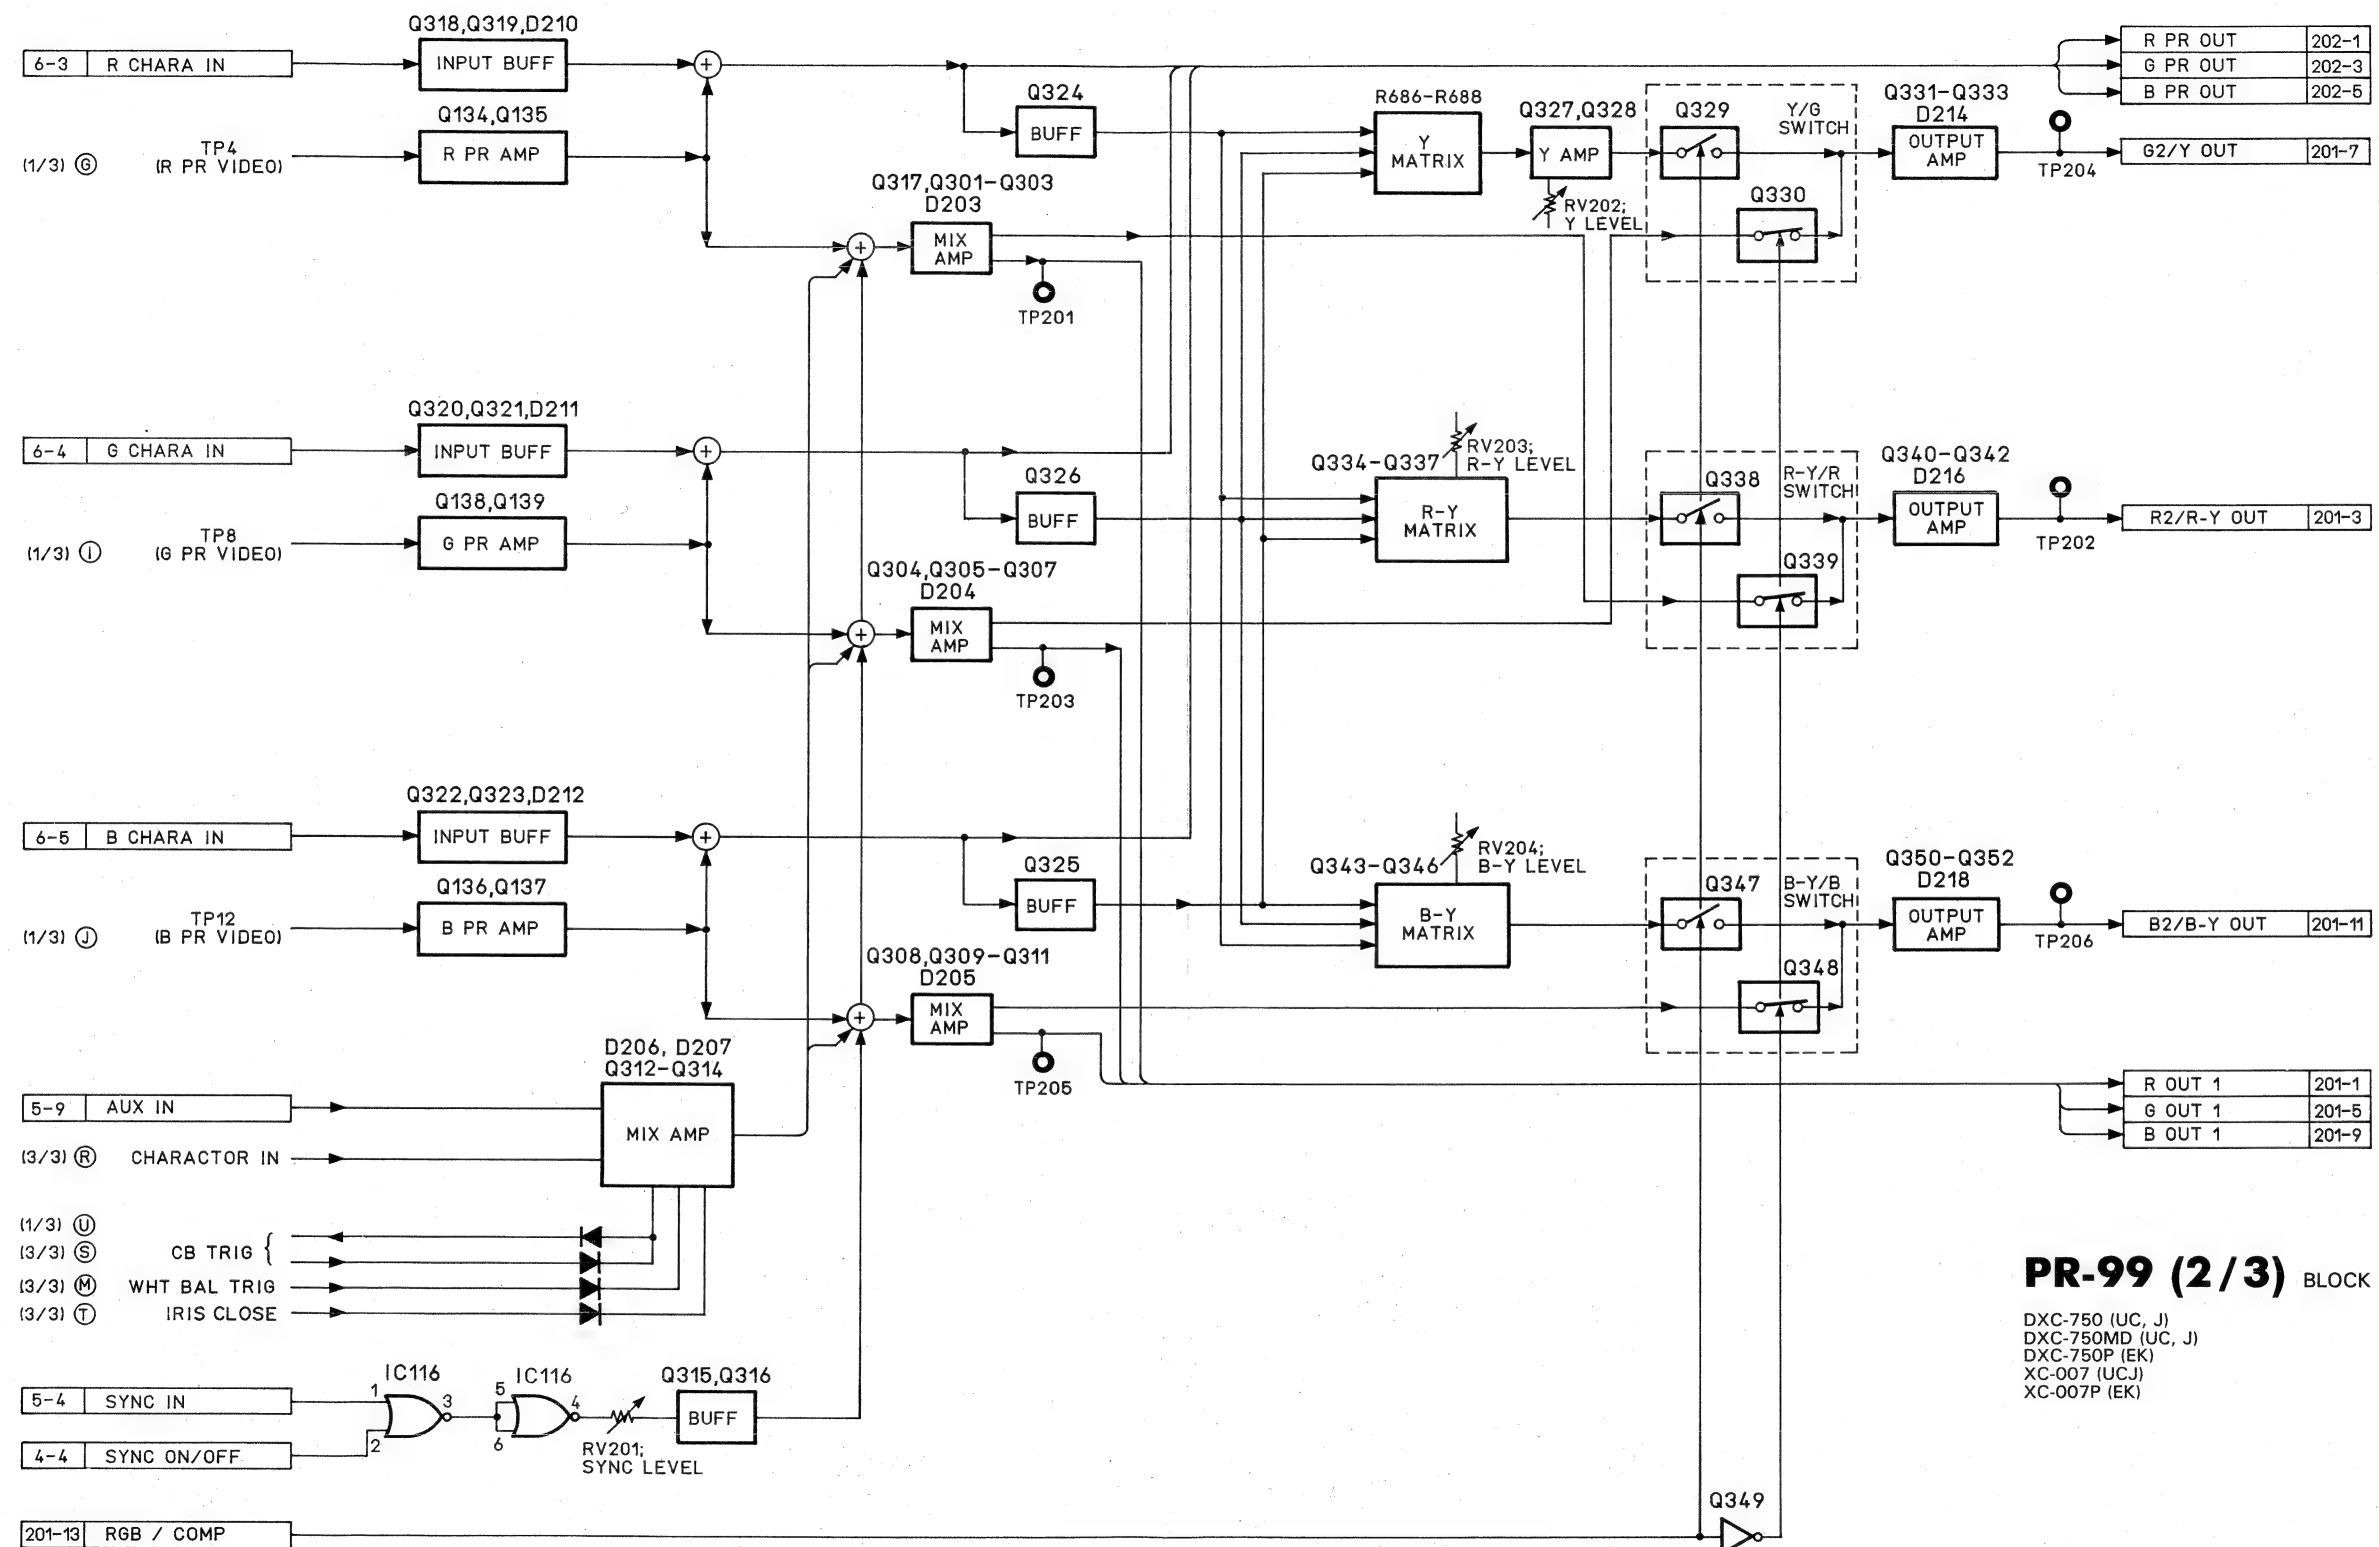 Q318,Q319,D210
6-3 R CHARA IN
INPUT BUFF
+
R PR OUT 202-1
G PR OUT 202-3
B PR OUT 202-5
Q134,Q135
(1/3) G
TP4
(R PR VIDEO)
R PR AMP
Q324
BUFF
R686-R688
Y
MATRIX
Q327,Q328
Y AMP
RV202;
Y LEVEL
Q329
Y/G
SWITCH
Q330
Q331-Q333
D214
OUTPUT
AMP
TP204
G2/Y OUT 201-7
Q317,Q301-Q303
D203
+
MIX
AMP
TP201
Q320,Q321,D211
6-4 G CHARA IN
INPUT BUFF
+
Q138,Q139
(1/3) I
TP8
(G PR VIDEO)
G PR AMP
Q326
BUFF
RV203;
R-Y LEVEL
Q334-Q337
R-Y
MATRIX
Q338
R-Y/R
SWITCH
Q339
Q340-Q342
D216
OUTPUT
AMP
TP202
R2/R-Y OUT 201-3
Q304,Q305-Q307
D204
+
MIX
AMP
TP203
Q322,Q323,D212
6-5 B CHARA IN
INPUT BUFF
+
Q136,Q137
(1/3) J
TP12
(B PR VIDEO)
B PR AMP
Q325
BUFF
RV204;
B-Y LEVEL
Q343-Q346
B-Y
MATRIX
Q347
B-Y/B
SWITCH
Q348
Q350-Q352
D218
OUTPUT
AMP
TP206
B2/B-Y OUT 201-11
Q308,Q309-Q311
D205
+
MIX
AMP
TP205
D206, D207
Q312-Q314
MIX AMP
5-9 AUX IN
(3/3) R CHARACTOR IN
R OUT 1 201-1
G OUT 1 201-5
B OUT 1 201-9
(1/3) U
(3/3) S
CB TRIG {
(3/3) M WHT BAL TRIG
(3/3) T IRIS CLOSE
PR-99 (2/3) BLOCK
DXC-750 (UC, J)
DXC-750MD (UC, J)
DXC-750P (EK)
XC-007 (UCJ)
XC-007P (EK)
5-4 SYNC IN
4-4 SYNC ON/OFF
IC116
1
2
3
IC116
5
6
4
RV201;
SYNC LEVEL
Q315,Q316
BUFF
Q349
201-13 RGB / COMP